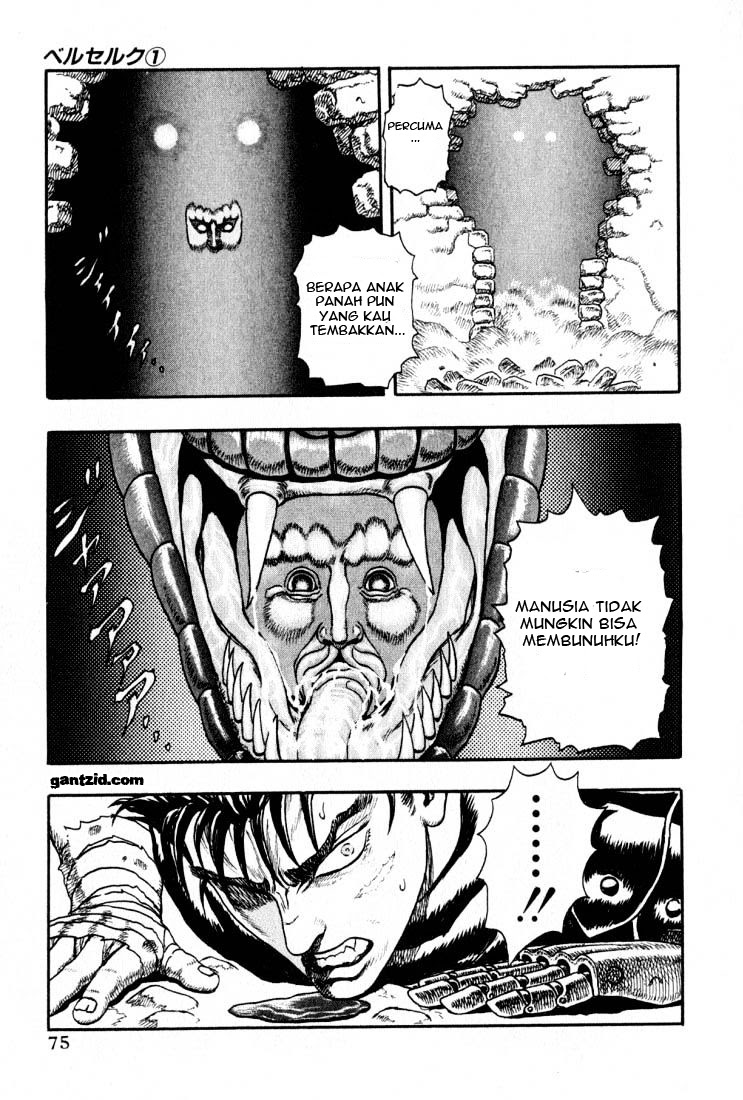 ベルセルク①
PERCUMA
...
BERAPA ANAK
PANAH PUN
YANG KAU
TEMBAKKAN...
MANUSIA TIDAK
MUNGKIN BISA
MEMBUNUHKU!
gantzid.com
......!!
75